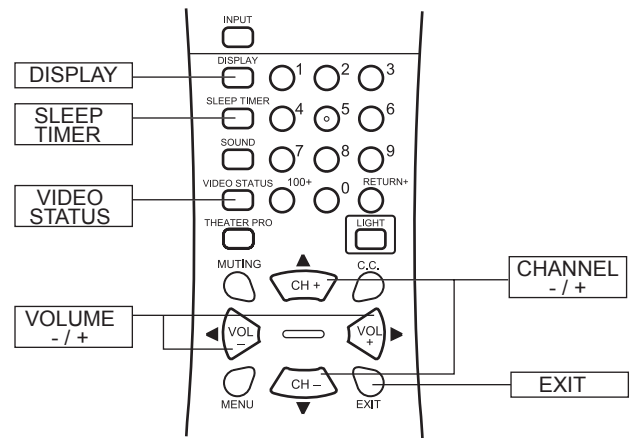 INPUT
DISPLAY
DISPLAY
1 2 3
SLEEP TIMER
SLEEP
TIMER
4 5 6
SOUND
7 8 9
VIDEO STATUS
VIDEO
STATUS
100+ 0 RETURN+
THEATER PRO
LIGHT
MUTING
CH +
C.C.
CHANNEL
- / +
VOLUME
- / +
VOL
–
VOL
+
MENU
CH –
EXIT
EXIT